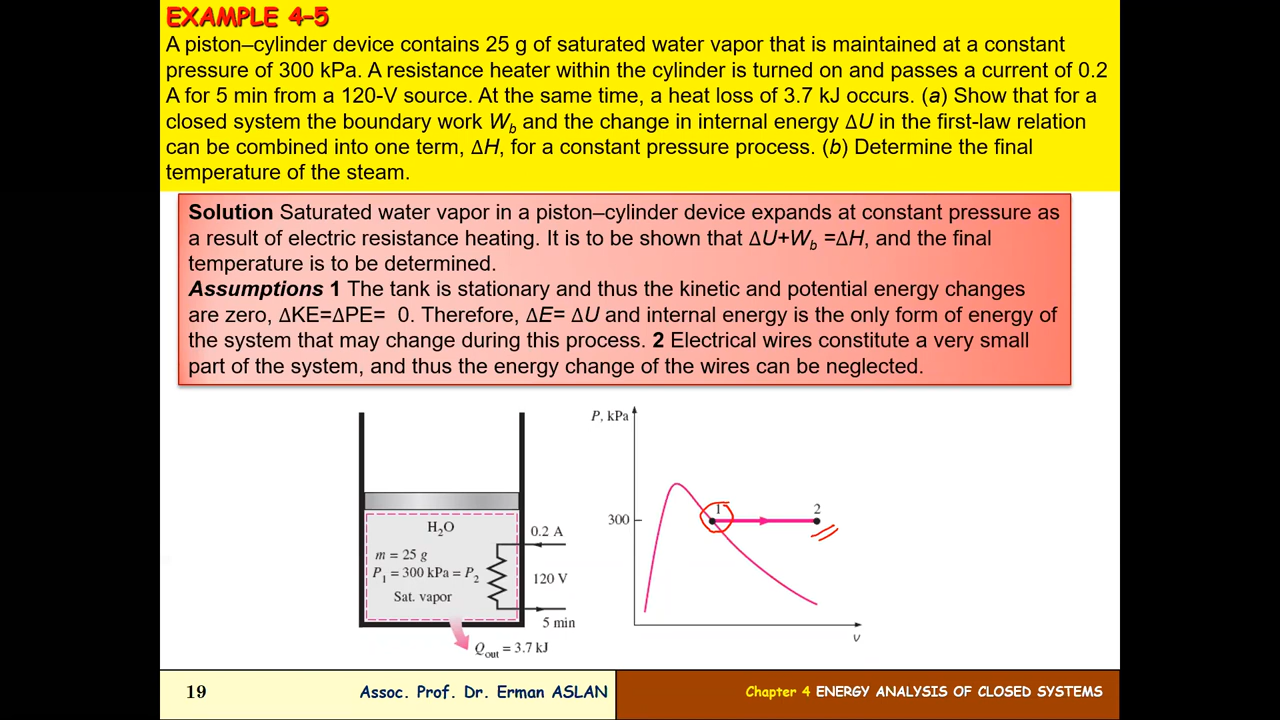 EXAMPLE 4-5
A piston–cylinder device contains 25 g of saturated water vapor that is maintained at a constant
pressure of 300 kPa. A resistance heater within the cylinder is turned on and passes a current of 0.2
A for 5 min from a 120-V source. At the same time, a heat loss of 3.7 kJ occurs. (a) Show that for a
closed system the boundary work Wb and the change in internal energy ΔU in the first-law relation
can be combined into one term, ΔH, for a constant pressure process. (b) Determine the final
temperature of the steam.
Solution Saturated water vapor in a piston–cylinder device expands at constant pressure as
a result of electric resistance heating. It is to be shown that ΔU+Wb =ΔH, and the final
temperature is to be determined.
Assumptions 1 The tank is stationary and thus the kinetic and potential energy changes
are zero, ΔKE=ΔPE= 0. Therefore, ΔE= ΔU and internal energy is the only form of energy of
the system that may change during this process. 2 Electrical wires constitute a very small
part of the system, and thus the energy change of the wires can be neglected.
H2O
m = 25 g
P1 = 300 kPa = P2
Sat. vapor
0.2 A
120 V
5 min
Qout = 3.7 kJ
P, kPa
300
1
2
v
19
Assoc. Prof. Dr. Erman ASLAN
Chapter 4 ENERGY ANALYSIS OF CLOSED SYSTEMS